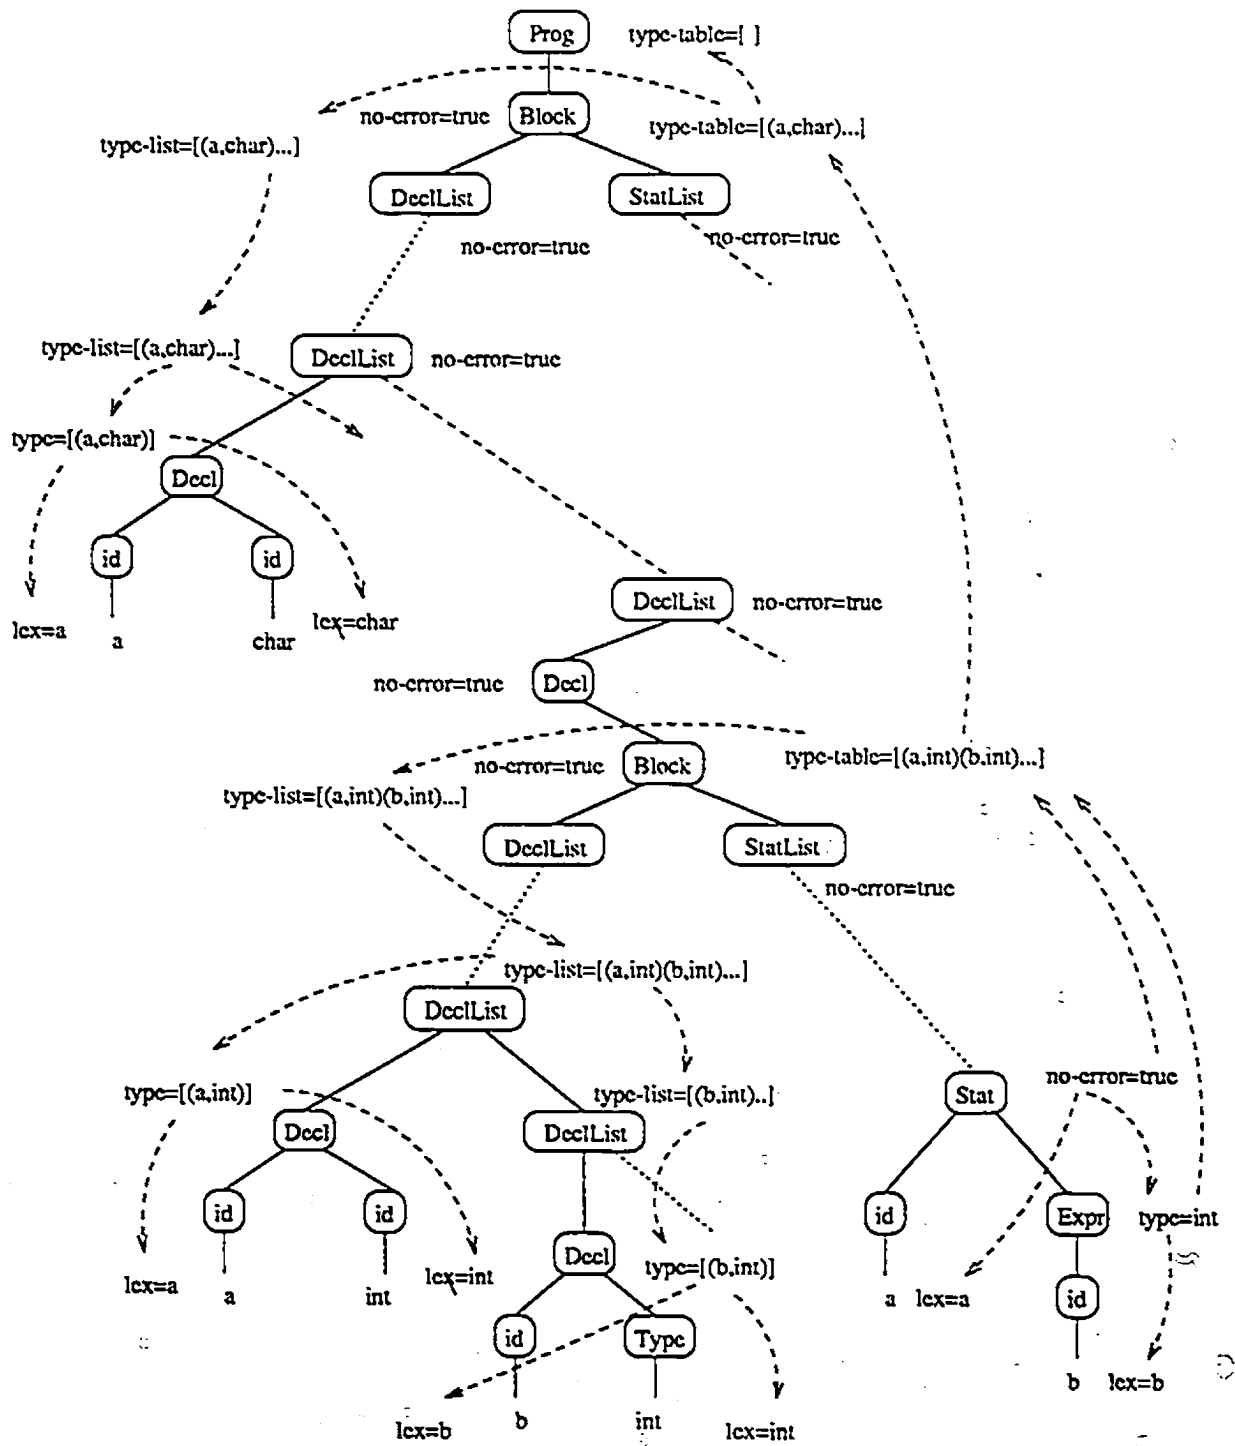 Prog type-table=[ ]
no-error=true Block type-table=[(a,char)...]
type-list=[(a,char)...]
DeclList StatList
no-error=true no-error=true
type-list=[(a,char)...] DeclList no-error=true
type=[(a,char)]
Decl
id id
lex=a a char lex=char
DeclList no-error=true
no-error=true Decl
no-error=true Block type-table=[(a,int)(b,int)...]
type-list=[(a,int)(b,int)...]
DeclList StatList
no-error=true
type-list=[(a,int)(b,int)...]
DeclList
type=[(a,int)] type-list=[(b,int)..] Stat no-error=true
Decl DeclList
id id id Expr type=int
Decl type=[(b,int)]
lex=a a int lex=int a lex=a id
id Type
b lex=b
lex=b b int lex=int